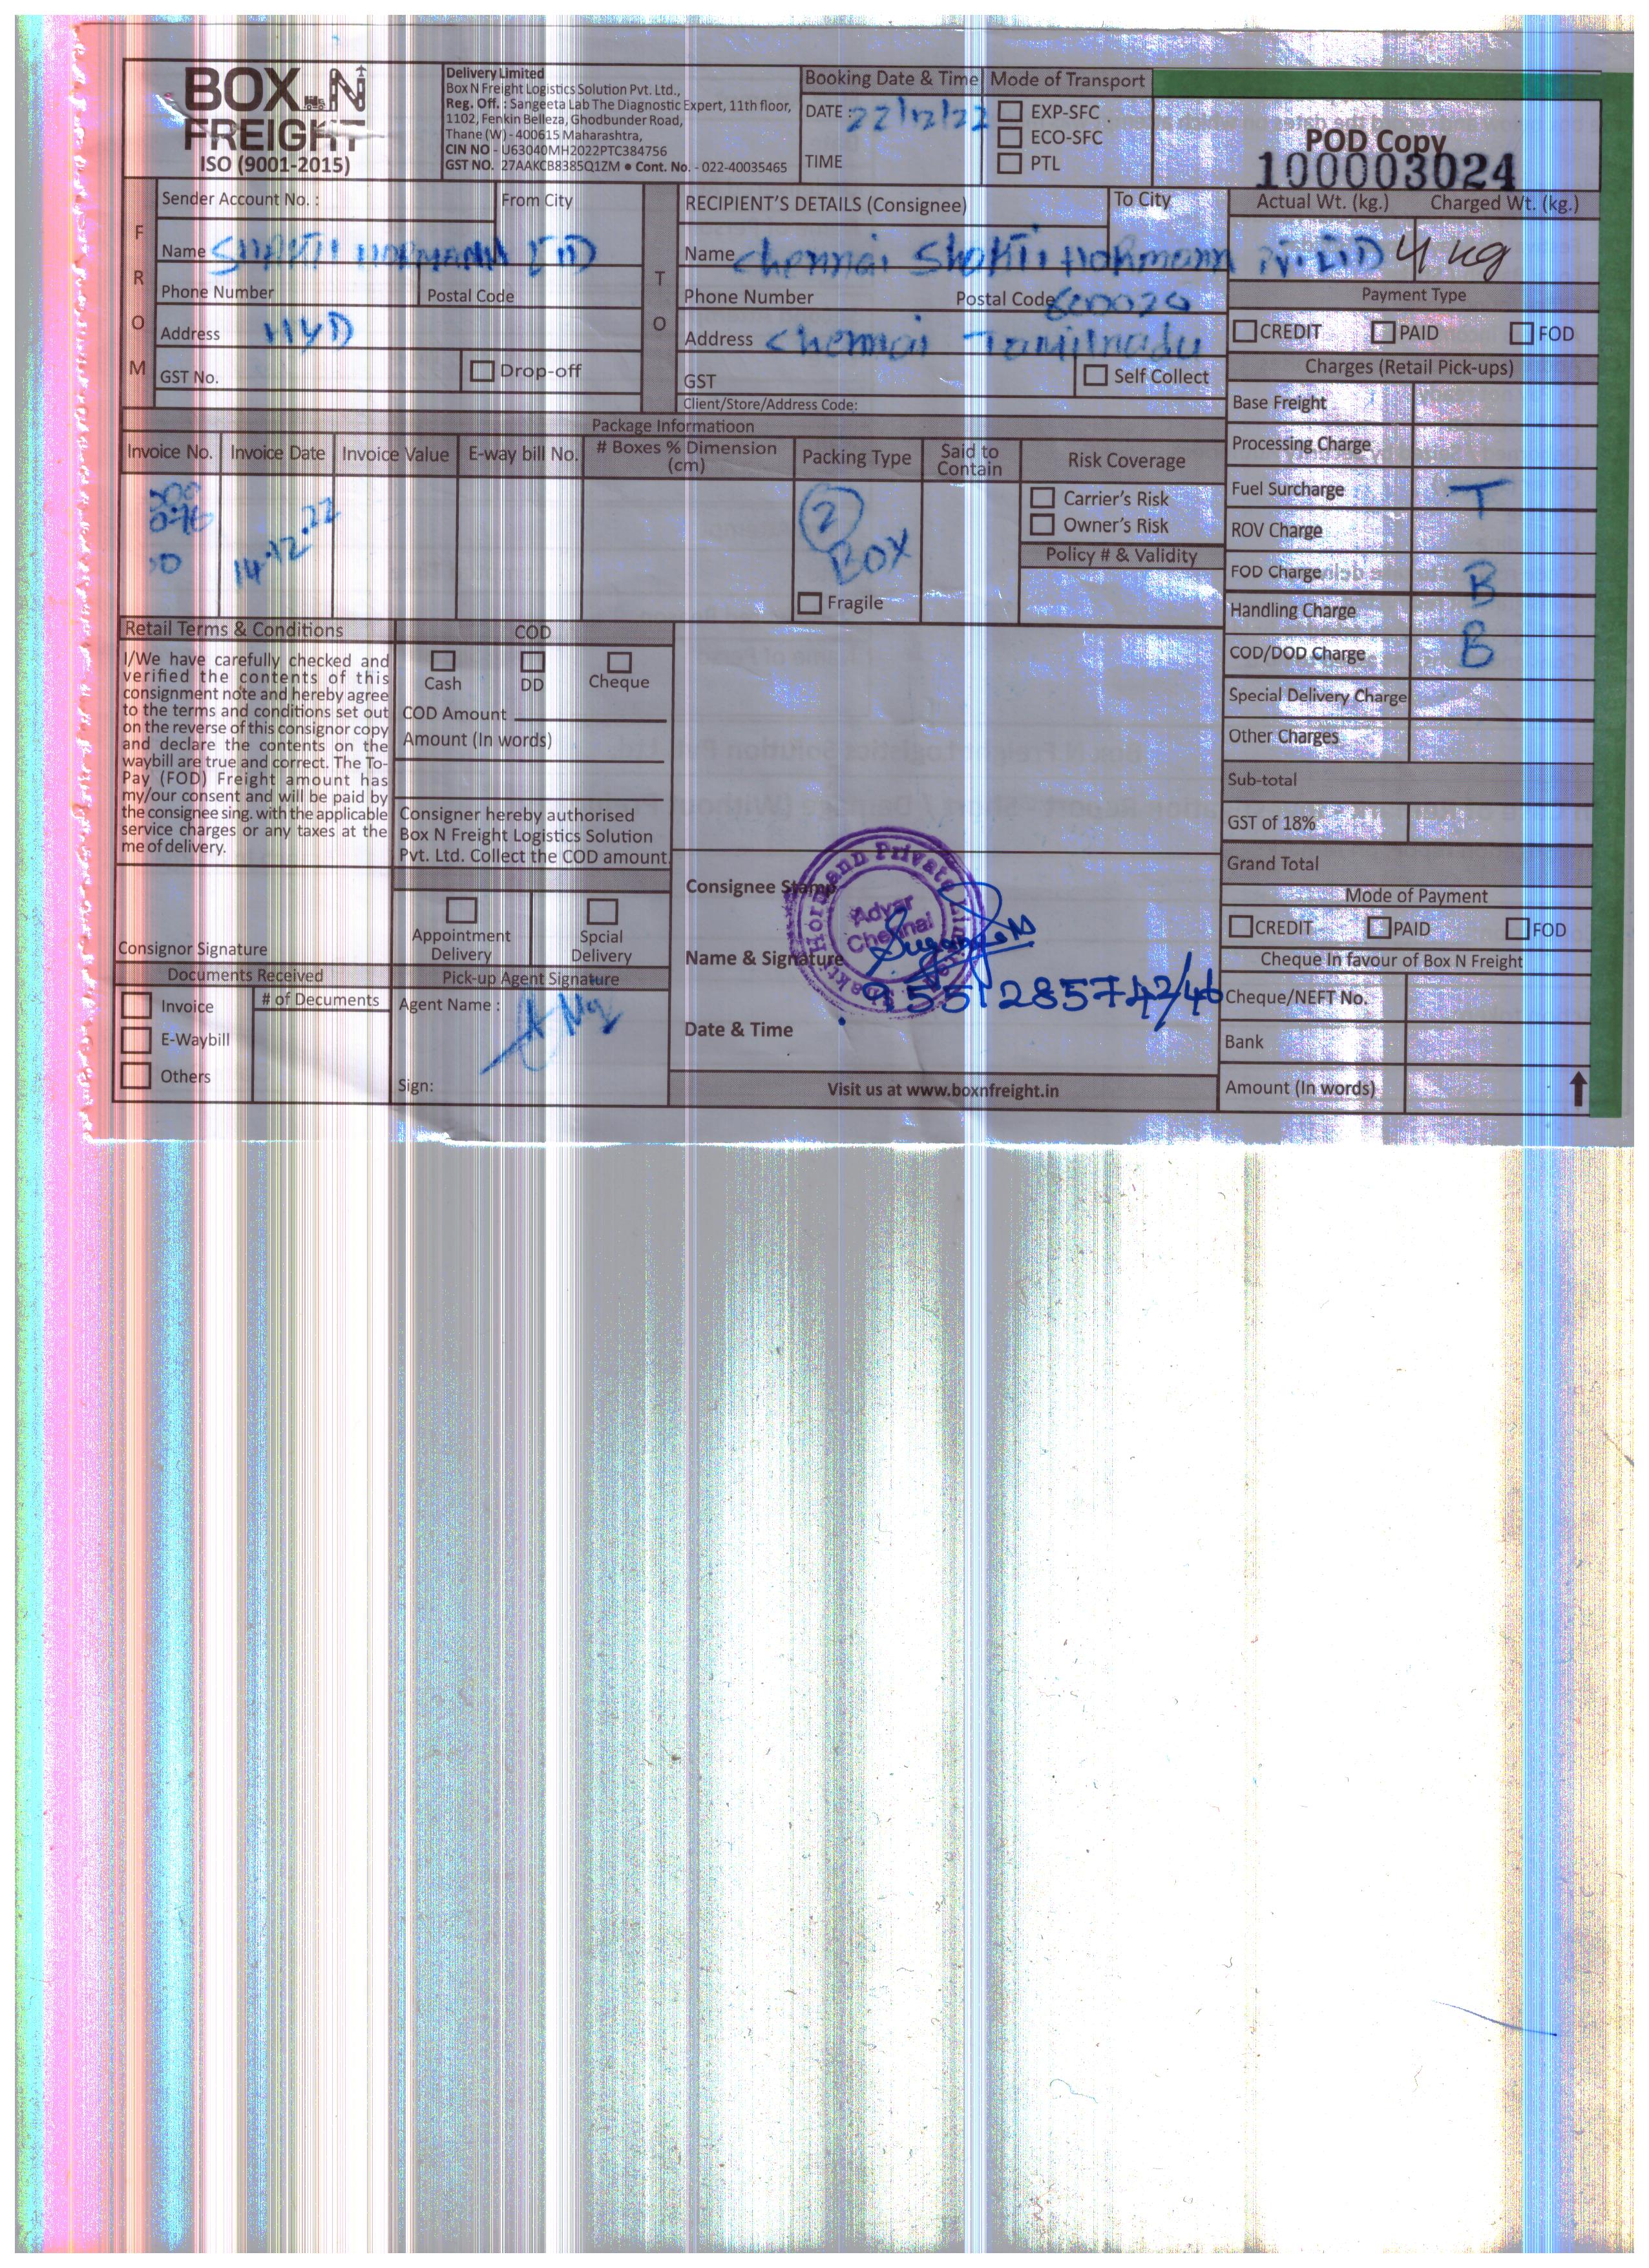 BOX N
FREIGHT
ISO (9001-2015)
Delivery Limited
Box N Freight Logistics Solution Pvt. Ltd.,
Reg. Off. : Sangeeta Lab The Diagnostic Expert, 11th floor,
1102, Fenkin Belleza, Ghodbunder Road,
Thane (W) - 400615 Maharashtra,
CIN NO - U63040MH2022PTC384756
GST NO. 27AAKCB8385Q1ZM ● Cont. No. - 022-40035465
Booking Date & Time
DATE : 22/12/22
TIME
Mode of Transport
EXP-SFC
ECO-SFC
PTL
POD Copy
100003024
FROM
Sender Account No. :
From City
Name SHAKTI HORMANN LTD
Phone Number
Postal Code
Address HYD
GST No.
Drop-off
TO
RECIPIENT'S DETAILS (Consignee)
To City
Name Chennai Shakti Hormann Pvt LTD
Phone Number
Postal Code 600020
Address Chennai Tamilnadu
GST
Self Collect
Client/Store/Address Code:
Actual Wt. (kg.)
Charged Wt. (kg.)
4 kg
Payment Type
CREDIT PAID FOD
Charges (Retail Pick-ups)
Base Freight
Processing Charge
Fuel Surcharge T
ROV Charge
FOD Charge B
Handling Charge
COD/DOD Charge B
Special Delivery Charge
Other Charges
Sub-total
GST of 18%
Grand Total
Mode of Payment
CREDIT PAID FOD
Cheque In favour of Box N Freight
Cheque/NEFT No.
Bank
Amount (In words)
Package Informatioon
Invoice No.
Invoice Date
Invoice Value
E-way bill No.
# Boxes % Dimension
(cm)
Packing Type
Said to
Contain
Risk Coverage
14.12.22
2
BOX
Fragile
Carrier's Risk
Owner's Risk
Policy # & Validity
Retail Terms & Conditions
I/We have carefully checked and
verified the contents of this
consignment note and hereby agree
to the terms and conditions set out
on the reverse of this consignor copy
and declare the contents on the
waybill are true and correct. The To-
Pay (FOD) Freight amount has
my/our consent and will be paid by
the consignee sing. with the applicable
service charges or any taxes at the
me of delivery.
Consignor Signature
COD
Cash DD Cheque
COD Amount
Amount (In words)
Consigner hereby authorised
Box N Freight Logistics Solution
Pvt. Ltd. Collect the COD amount.
Appointment
Delivery
Spcial
Delivery
Documents Received
Invoice
E-Waybill
Others
# of Decuments
Pick-up Agent Signature
Agent Name :
Sign:
Consignee Stamp
Name & Signature
Date & Time
Adyar
Chennai
9551285742/46
Visit us at www.boxnfreight.in